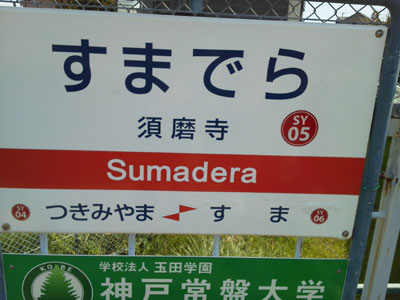 すまでら
須磨寺
SY
05
Sumadera
SY
04
つきみやま
すま
SY
06
KOBE
学校法人 玉田学園
神戸常盤大学